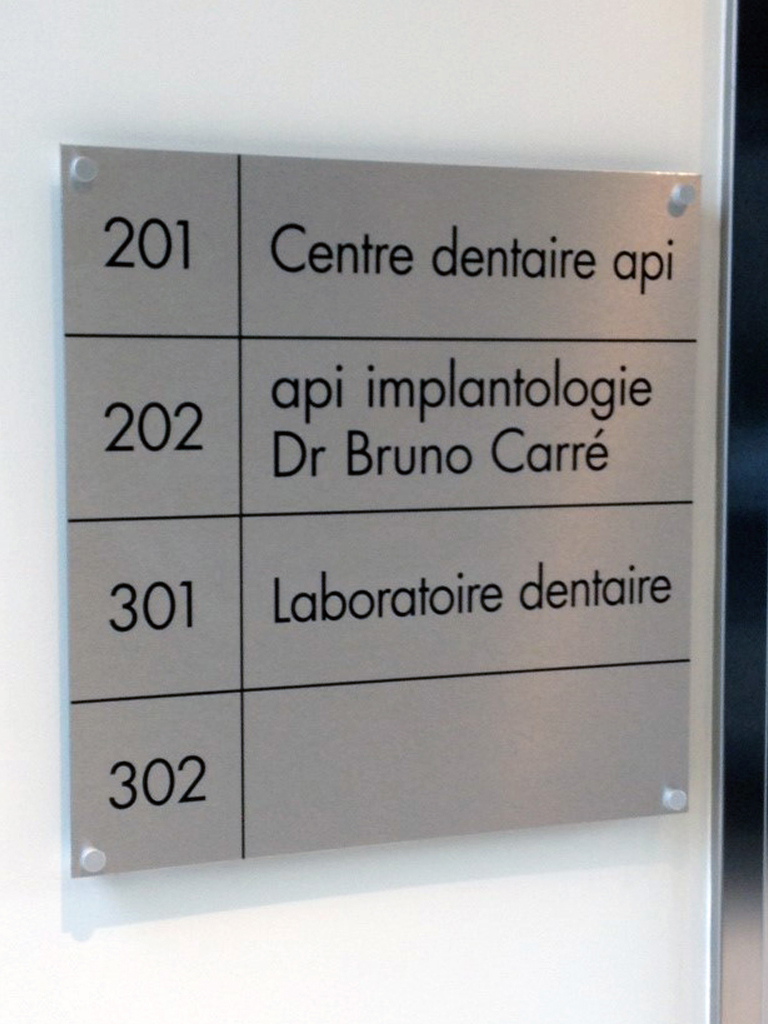 201 Centre dentaire api
202 api implantologie
Dr Bruno Carré
301 Laboratoire dentaire
302